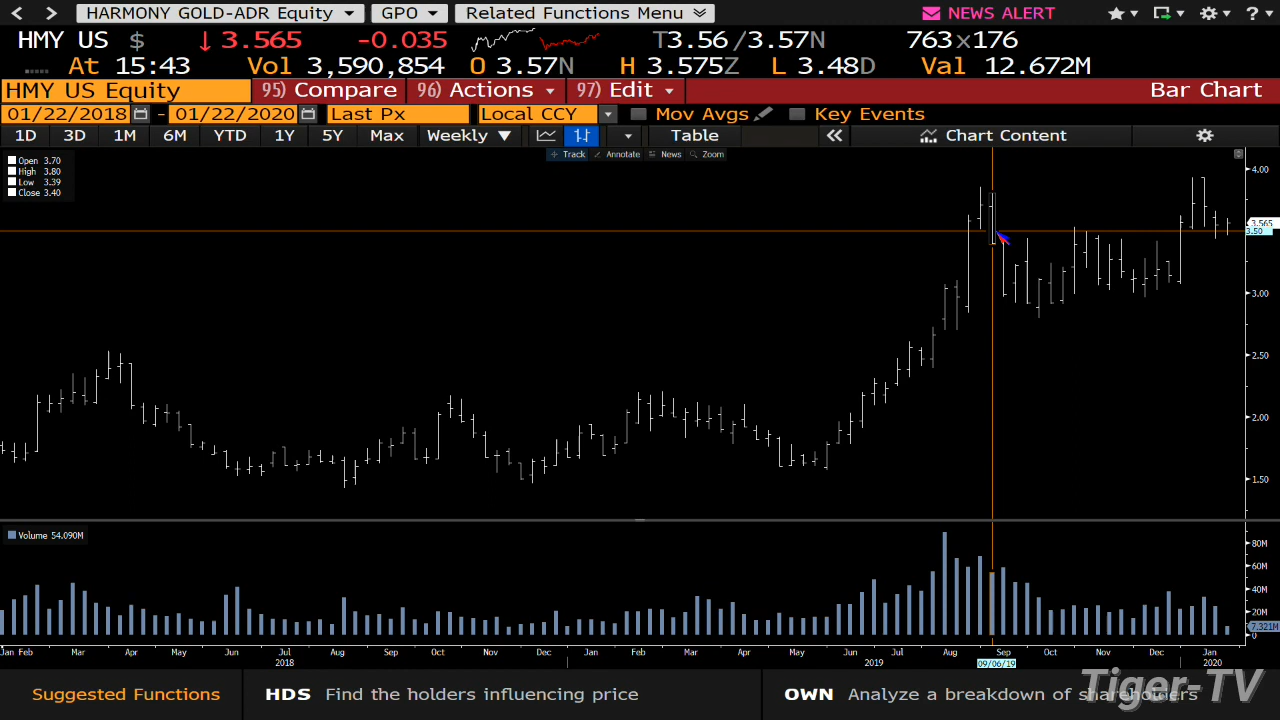 < > HARMONY GOLD-ADR Equity GPO Related Functions Menu NEWS ALERT ?
HMY US $ ↓ 3.565 -0.035 T3.56/3.57N 763×176
At 15:43 Vol 3,590,854 O 3.57N H 3.575Z L 3.48D Val 12.672M
HMY US Equity 95) Compare 96) Actions 97) Edit Bar Chart
01/22/2018 - 01/22/2020 Last Px Local CCY Mov Avgs Key Events
1D 3D 1M 6M YTD 1Y 5Y Max Weekly ▼ Table « Chart Content
Track Annotate News Zoom
Open 3.70
High 3.80
Low 3.39
Close 3.40
4.00
3.565
3.50
3.00
2.50
2.00
1.50
Volume 54.090M
80M
60M
40M
20M
7.321M
0
Jan Feb Mar Apr May Jun Jul Aug Sep Oct Nov Dec Jan Feb Mar Apr May Jun Jul Aug Sep Oct Nov Dec Jan
2018 2019 09/06/19 2020
Suggested Functions HDS Find the holders influencing price OWN Analyze a breakdown of shareholders
Tiger-TV